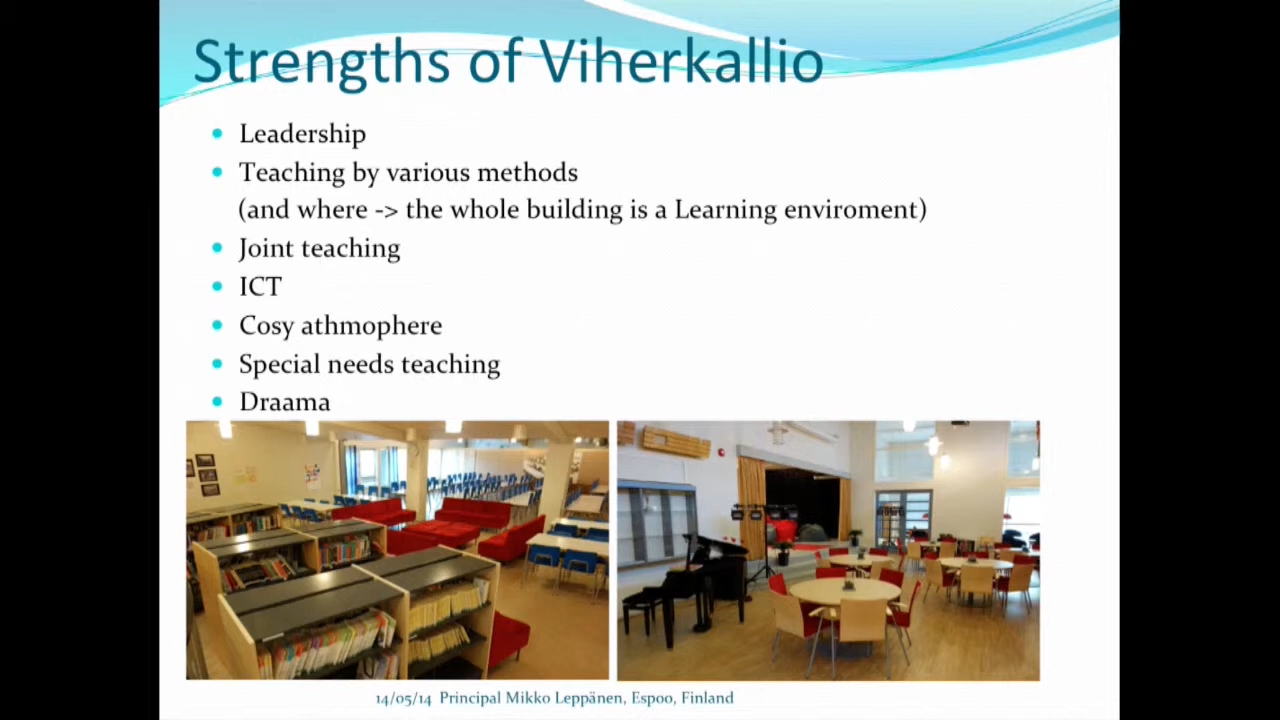 Strengths of Viherkallio
Leadership
Teaching by various methods
(and where -> the whole building is a Learning enviroment)
Joint teaching
ICT
Cosy athmophere
Special needs teaching
Draama
14/05/14 Principal Mikko Leppänen, Espoo, Finland